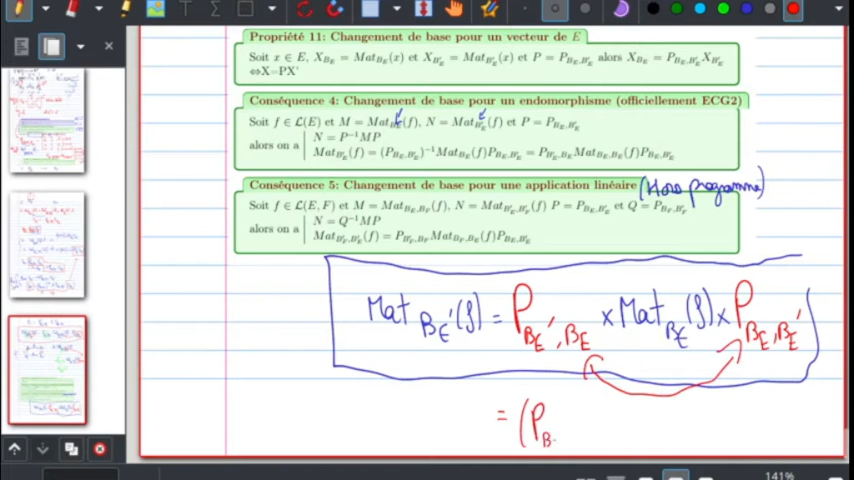 Propriété 11: Changement de base pour un vecteur de E
Soit x ∈ E, X_{B_E} = Mat_{B_E}(x) et X_{B'_E} = Mat_{B'_E}(x) et P = P_{B_E,B'_E} alors X_{B_E} = P_{B_E,B'_E} X_{B'_E}
⇔X=PX'
Conséquence 4: Changement de base pour un endomorphisme (officiellement ECG2)
Soit f ∈ L(E) et M = Mat_{B_E}(f), N = Mat_{B'_E}(f) et P = P_{B_E,B'_E}
N = P^{-1}MP
alors on a
Mat_{B'_E}(f) = (P_{B_E,B'_E})^{-1} Mat_{B_E}(f) P_{B_E,B'_E} = P_{B'_E,B_E} Mat_{B_E,B_E}(f) P_{B_E,B'_E}
Conséquence 5: Changement de base pour une application linéaire (Hors programme)
Soit f ∈ L(E, F) et M = Mat_{B_E,B_F}(f), N = Mat_{B'_E,B'_F}(f) P = P_{B_E,B'_E} et Q = P_{B_F,B'_F}
N = Q^{-1}MP
alors on a
Mat_{B'_F,B'_E}(f) = P_{B'_F,B_F} Mat_{B_F,B_E}(f) P_{B_E,B'_E}
Mat_{B_E'}(f) = P_{B_E',B_E} × Mat_{B_E}(f) × P_{B_E,B_E'}
= (P_B
141%